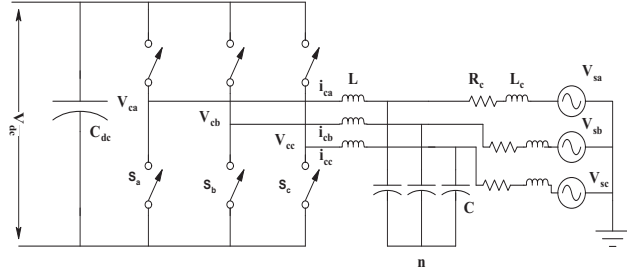 L
R_c
L_c
V_sa
i_ca
V_ca
V_cb
i_cb
V_sb
V_dc
C_dc
V_cc
i_cc
S_a
S_b
S_c
V_sc
C
n